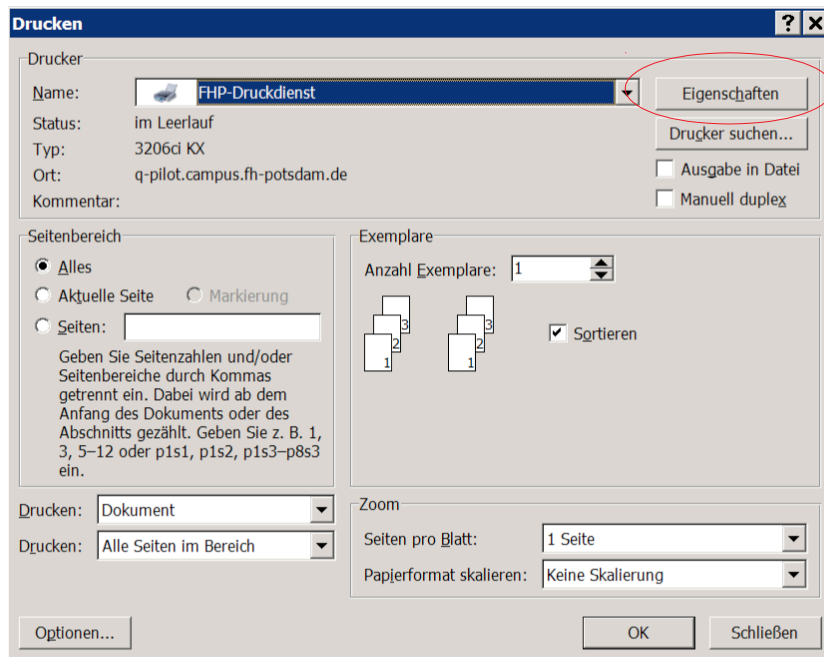 Drucken
Drucker
Name: FHP-Druckdienst Eigenschaften
Status: im Leerlauf Drucker suchen...
Typ: 3206ci KX
Ort: q-pilot.campus.fh-potsdam.de Ausgabe in Datei
Kommentar: Manuell duplex
Seitenbereich
Alles
Aktuelle Seite Markierung
Seiten:
Geben Sie Seitenzahlen und/oder
Seitenbereiche durch Kommas
getrennt ein. Dabei wird ab dem
Anfang des Dokuments oder des
Abschnitts gezählt. Geben Sie z. B. 1,
3, 5–12 oder p1s1, p1s2, p1s3–p8s3
ein.
Exemplare
Anzahl Exemplare: 1
3 3
2 2
1 1
Sortieren
Drucken: Dokument
Drucken: Alle Seiten im Bereich
Zoom
Seiten pro Blatt: 1 Seite
Papierformat skalieren: Keine Skalierung
Optionen... OK Schließen